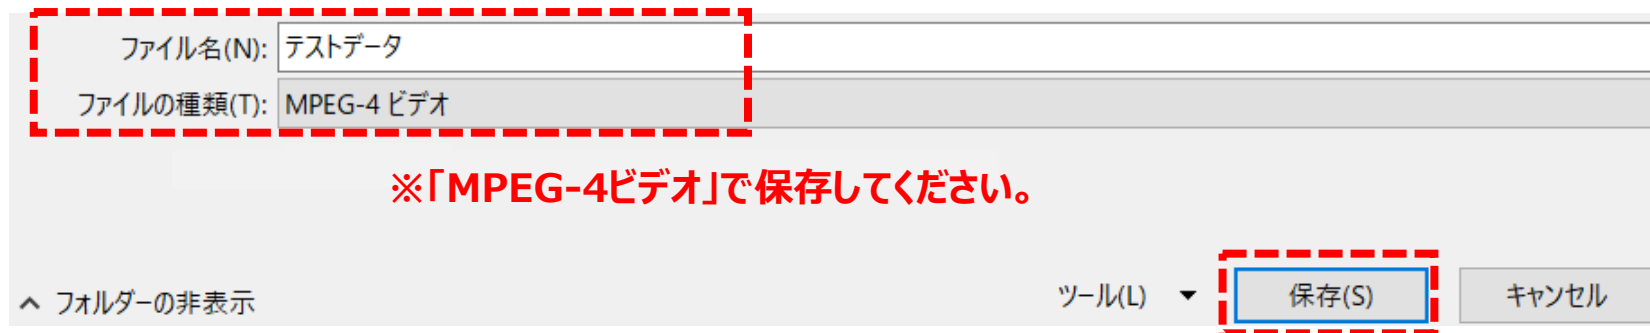 ファイル名(N): テストデータ
ファイルの種類(T): MPEG-4 ビデオ
※「MPEG-4ビデオ」で保存してください。
フォルダーの非表示 ツール(L) 保存(S) キャンセル